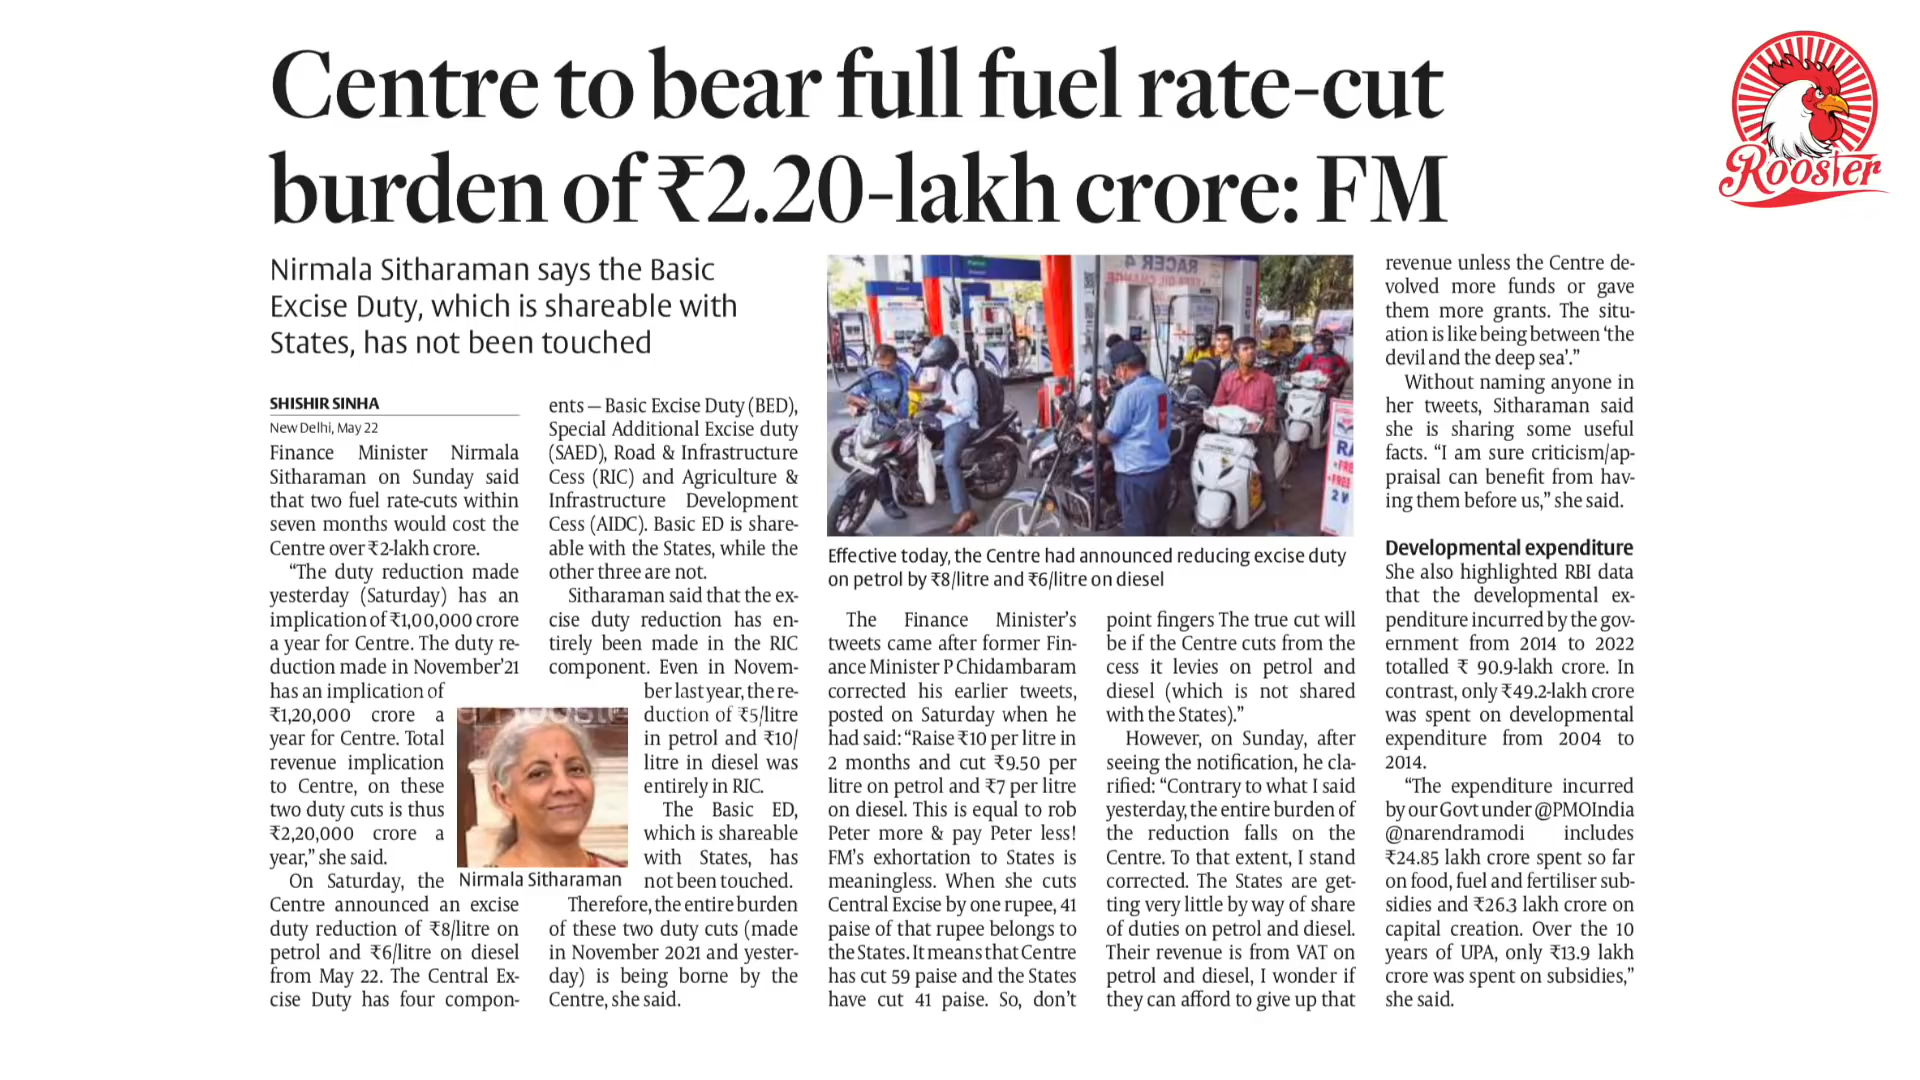 Centre to bear full fuel rate-cut
burden of ₹2.20-lakh crore: FM
Rooster
Nirmala Sitharaman says the Basic
Excise Duty, which is shareable with
States, has not been touched
SHISHIR SINHA
New Delhi, May 22
Finance Minister Nirmala
Sitharaman on Sunday said
that two fuel rate-cuts within
seven months would cost the
Centre over ₹2-lakh crore.
“The duty reduction made
yesterday (Saturday) has an
implication of ₹1,00,000 crore
a year for Centre. The duty re-
duction made in November’21
has an implication of
₹1,20,000 crore a
year for Centre. Total
revenue implication
to Centre, on these
two duty cuts is thus
₹2,20,000 crore a
year,” she said.
On Saturday, the
Centre announced an excise
duty reduction of ₹8/litre on
petrol and ₹6/litre on diesel
from May 22. The Central Ex-
cise Duty has four compon-
Nirmala Sitharaman
ents — Basic Excise Duty (BED),
Special Additional Excise duty
(SAED), Road & Infrastructure
Cess (RIC) and Agriculture &
Infrastructure Development
Cess (AIDC). Basic ED is share-
able with the States, while the
other three are not.
Sitharaman said that the ex-
cise duty reduction has en-
tirely been made in the RIC
component. Even in Novem-
ber last year, the re-
duction of ₹5/litre
in petrol and ₹10/
litre in diesel was
entirely in RIC.
The Basic ED,
which is shareable
with States, has
not been touched.
Therefore, the entire burden
of these two duty cuts (made
in November 2021 and yester-
day) is being borne by the
Centre, she said.
RACER 4
Effective today, the Centre had announced reducing excise duty
on petrol by ₹8/litre and ₹6/litre on diesel
The Finance Minister’s
tweets came after former Fin-
ance Minister P Chidambaram
corrected his earlier tweets,
posted on Saturday when he
had said: “Raise ₹10 per litre in
2 months and cut ₹9.50 per
litre on petrol and ₹7 per litre
on diesel. This is equal to rob
Peter more & pay Peter less!
FM’s exhortation to States is
meaningless. When she cuts
Central Excise by one rupee, 41
paise of that rupee belongs to
the States. It means that Centre
has cut 59 paise and the States
have cut 41 paise. So, don’t
point fingers The true cut will
be if the Centre cuts from the
cess it levies on petrol and
diesel (which is not shared
with the States).”
However, on Sunday, after
seeing the notification, he cla-
rified: “Contrary to what I said
yesterday, the entire burden of
the reduction falls on the
Centre. To that extent, I stand
corrected. The States are get-
ting very little by way of share
of duties on petrol and diesel.
Their revenue is from VAT on
petrol and diesel, I wonder if
they can afford to give up that
revenue unless the Centre de-
volved more funds or gave
them more grants. The situ-
ation is like being between ‘the
devil and the deep sea’.”
Without naming anyone in
her tweets, Sitharaman said
she is sharing some useful
facts. “I am sure criticism/ap-
praisal can benefit from hav-
ing them before us,” she said.
Developmental expenditure
She also highlighted RBI data
that the developmental ex-
penditure incurred by the gov-
ernment from 2014 to 2022
totalled ₹ 90.9-lakh crore. In
contrast, only ₹49.2-lakh crore
was spent on developmental
expenditure from 2004 to
2014.
“The expenditure incurred
by our Govt under @PMOIndia
@narendramodi includes
₹24.85 lakh crore spent so far
on food, fuel and fertiliser sub-
sidies and ₹26.3 lakh crore on
capital creation. Over the 10
years of UPA, only ₹13.9 lakh
crore was spent on subsidies,”
she said.